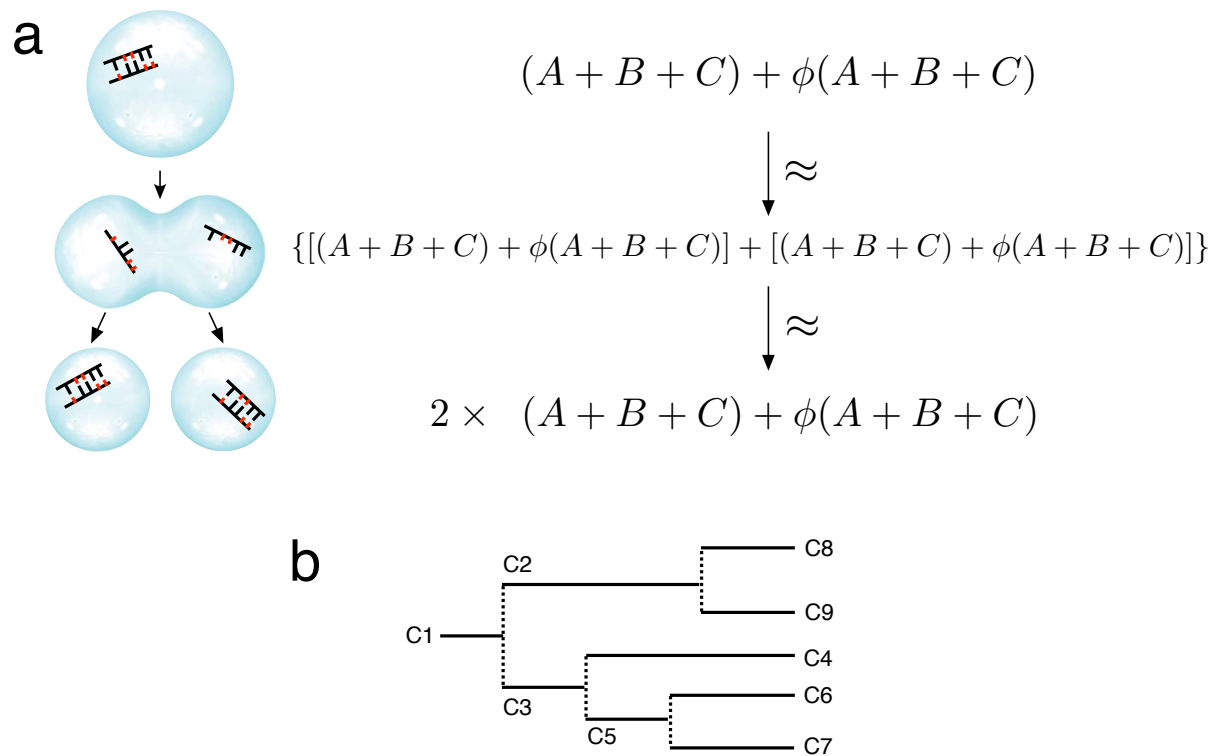 a
(A + B + C) + ϕ(A + B + C)
≈
{[(A + B + C) + ϕ(A + B + C)] + [(A + B + C) + ϕ(A + B + C)]}
≈
2 × (A + B + C) + ϕ(A + B + C)
b
C2
C8
C9
C1
C4
C3
C6
C5
C7